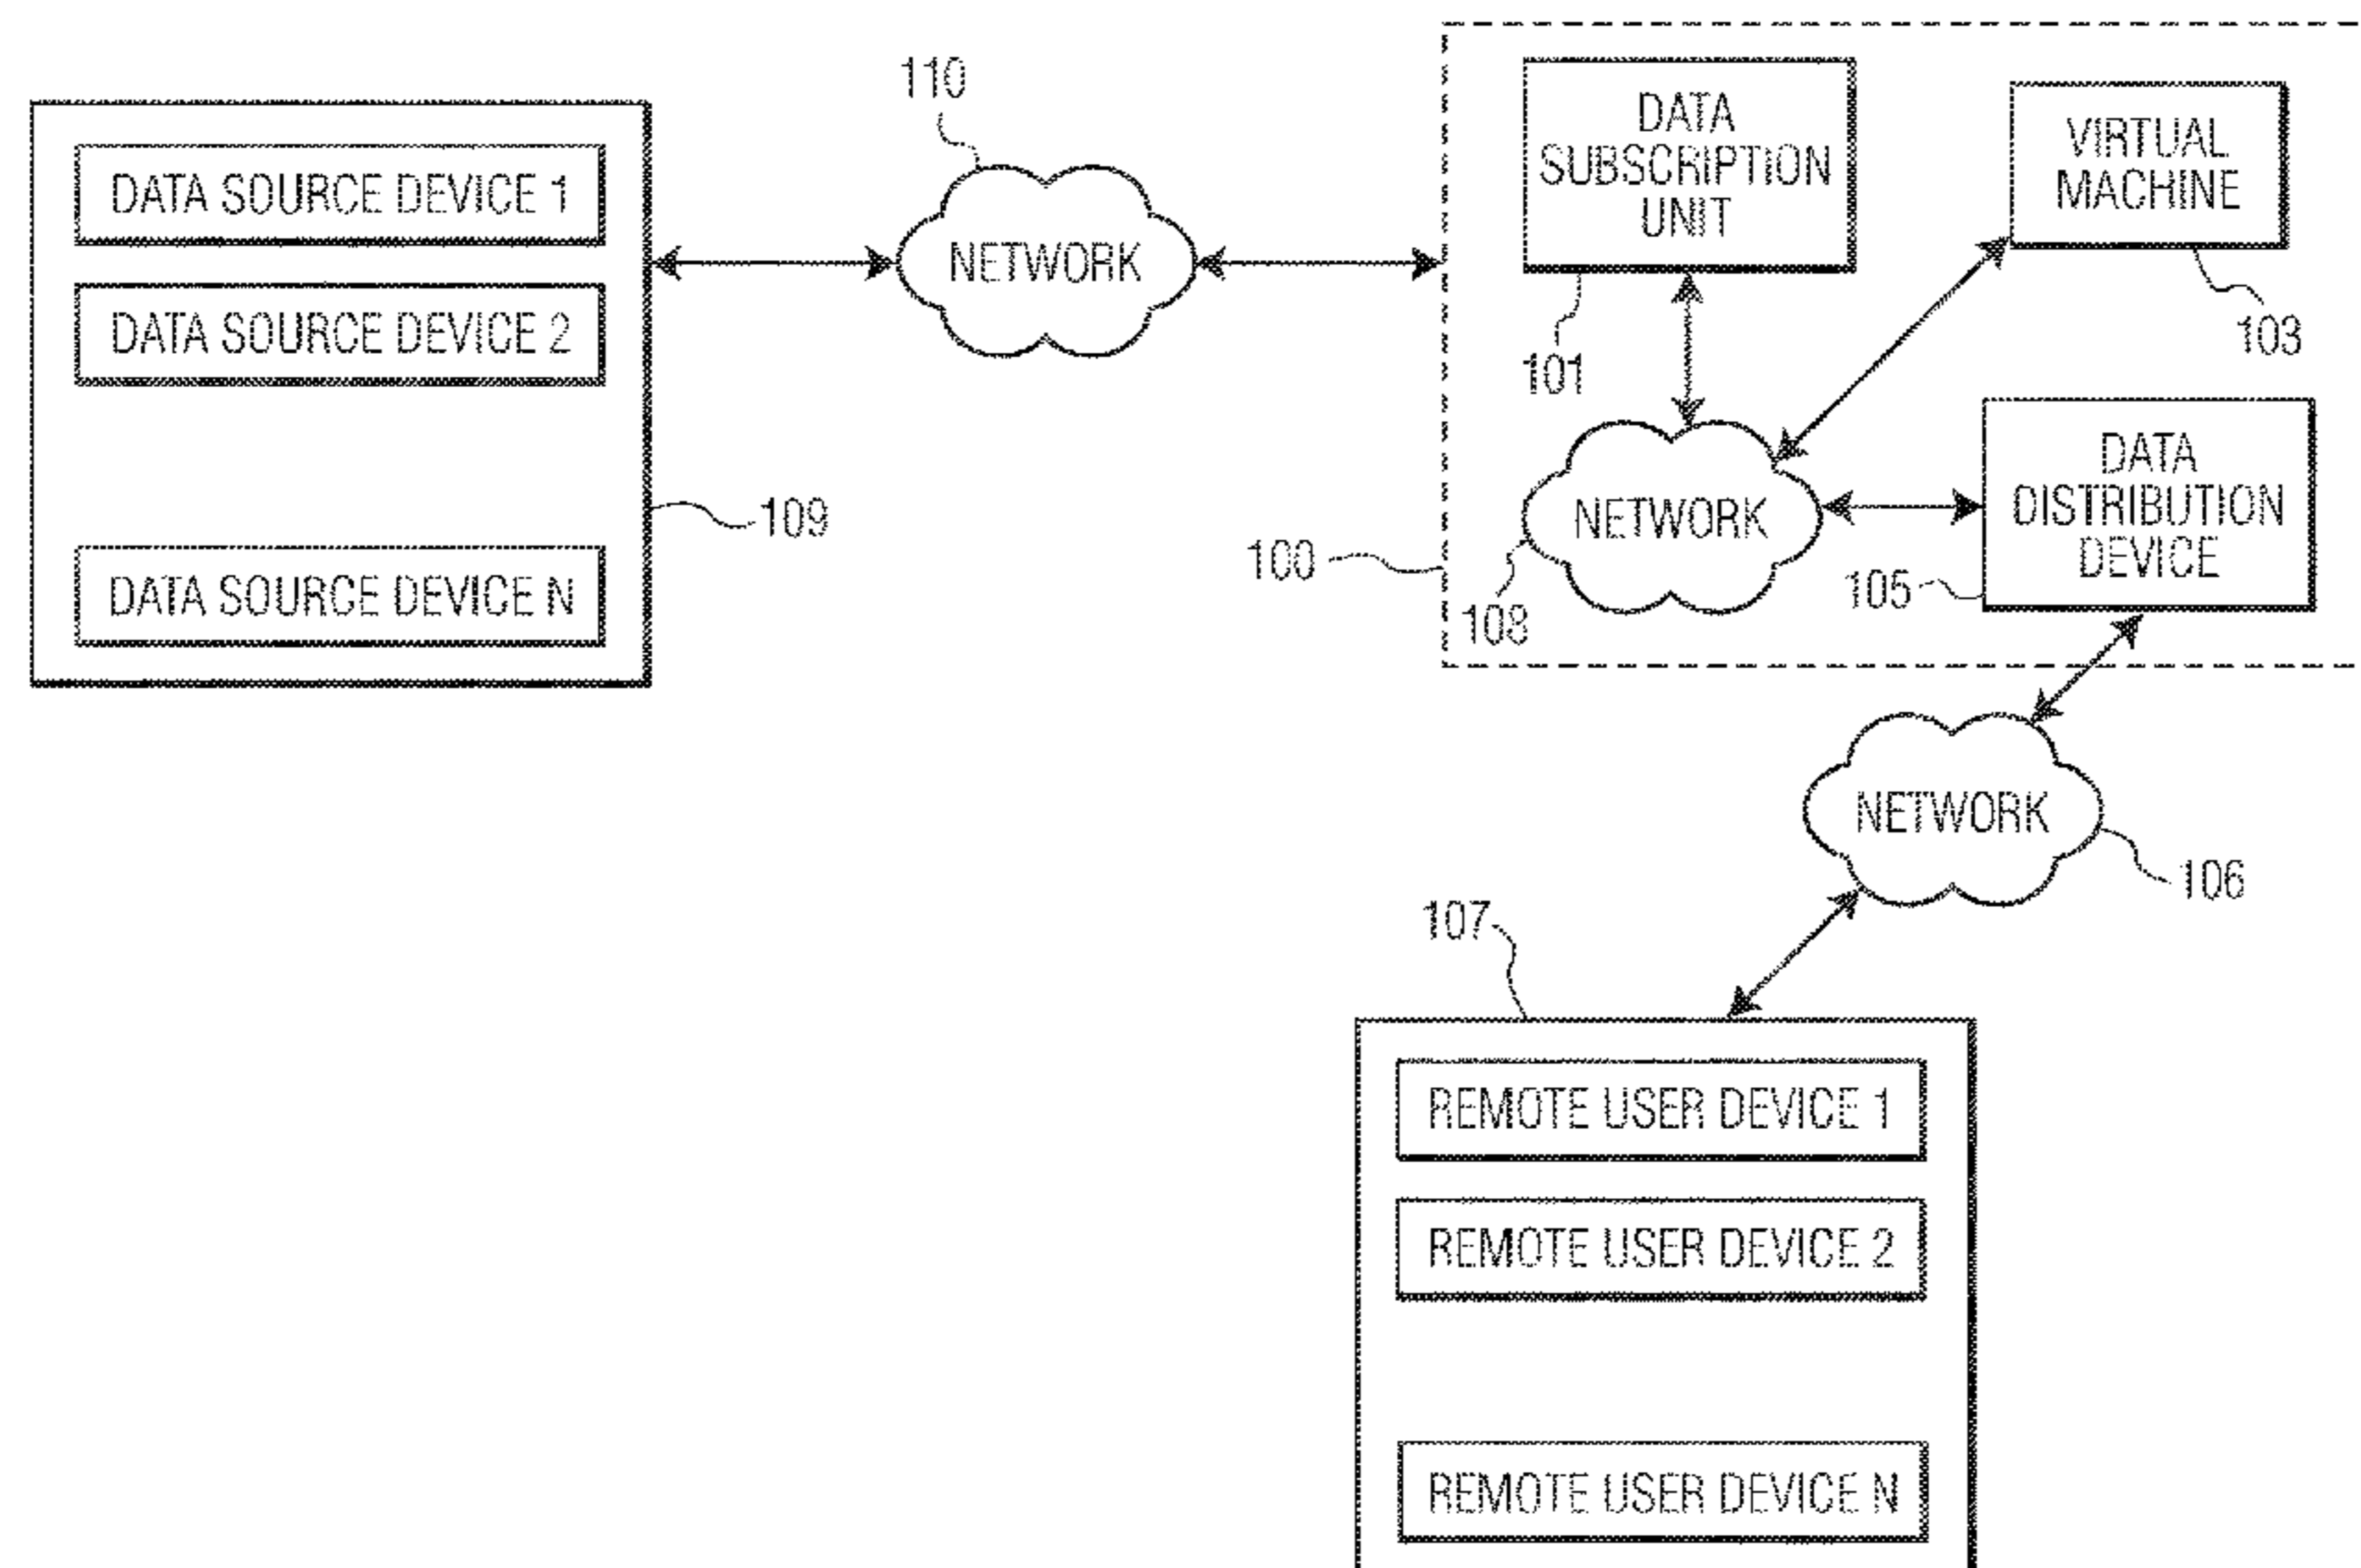 110
DATA SOURCE DEVICE 1
DATA SOURCE DEVICE 2
DATA SOURCE DEVICE N
109
NETWORK
DATA
SUBSCRIPTION
UNIT
101
VIRTUAL
MACHINE
103
NETWORK
108
100
DATA
DISTRIBUTION
DEVICE
105
NETWORK
106
107
REMOTE USER DEVICE 1
REMOTE USER DEVICE 2
REMOTE USER DEVICE N